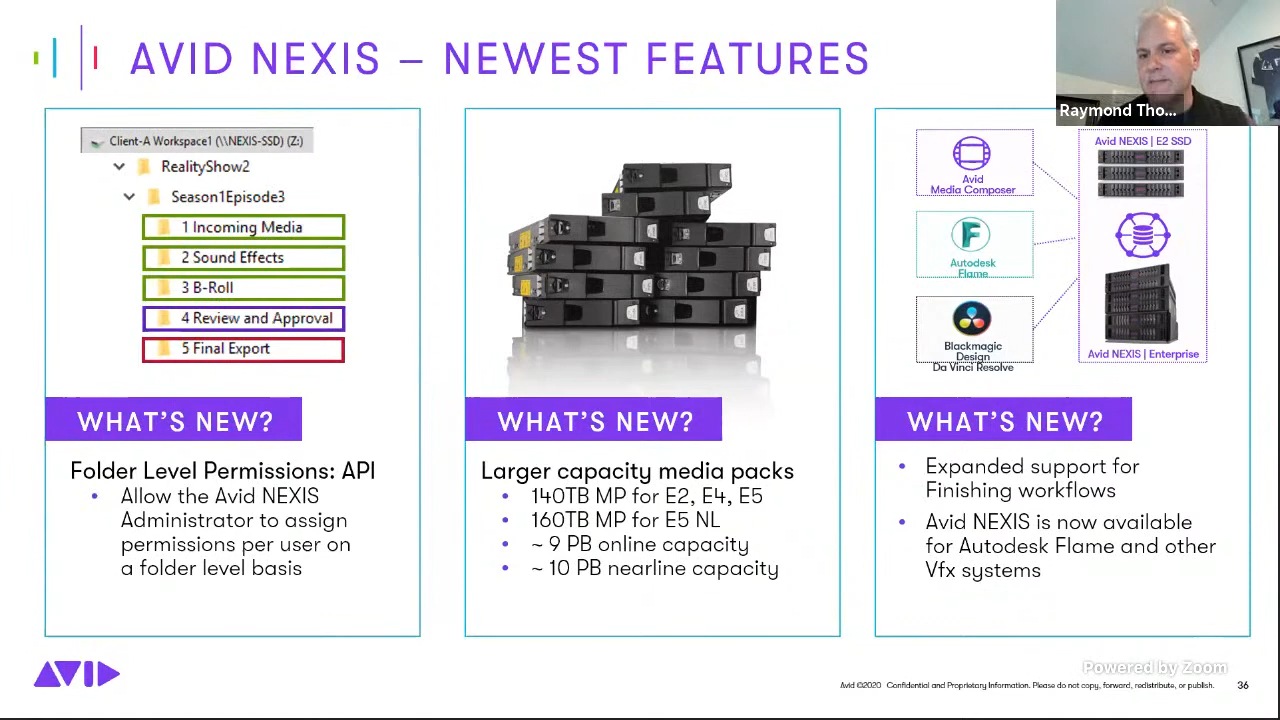 AVID NEXIS – NEWEST FEATURES
Raymond Tho...
Client-A Workspace1 (\\NEXIS-SSD) (Z:)
RealityShow2
Season1Episode3
1 Incoming Media
2 Sound Effects
3 B-Roll
4 Review and Approval
5 Final Export
WHAT'S NEW?
Folder Level Permissions: API
• Allow the Avid NEXIS
Administrator to assign
permissions per user on
a folder level basis
WHAT'S NEW?
Larger capacity media packs
• 140TB MP for E2, E4, E5
• 160TB MP for E5 NL
• ~ 9 PB online capacity
• ~ 10 PB nearline capacity
Avid
Media Composer
Autodesk
Flame
Blackmagic
Design
Da Vinci Resolve
Avid NEXIS | E2 SSD
Avid NEXIS | Enterprise
WHAT'S NEW?
• Expanded support for
Finishing workflows
• Avid NEXIS is now available
for Autodesk Flame and other
Vfx systems
AVID
Powered by Zoom
Avid ©2020 Confidential and Proprietary Information. Please do not copy, forward, redistribute, or publish.
36